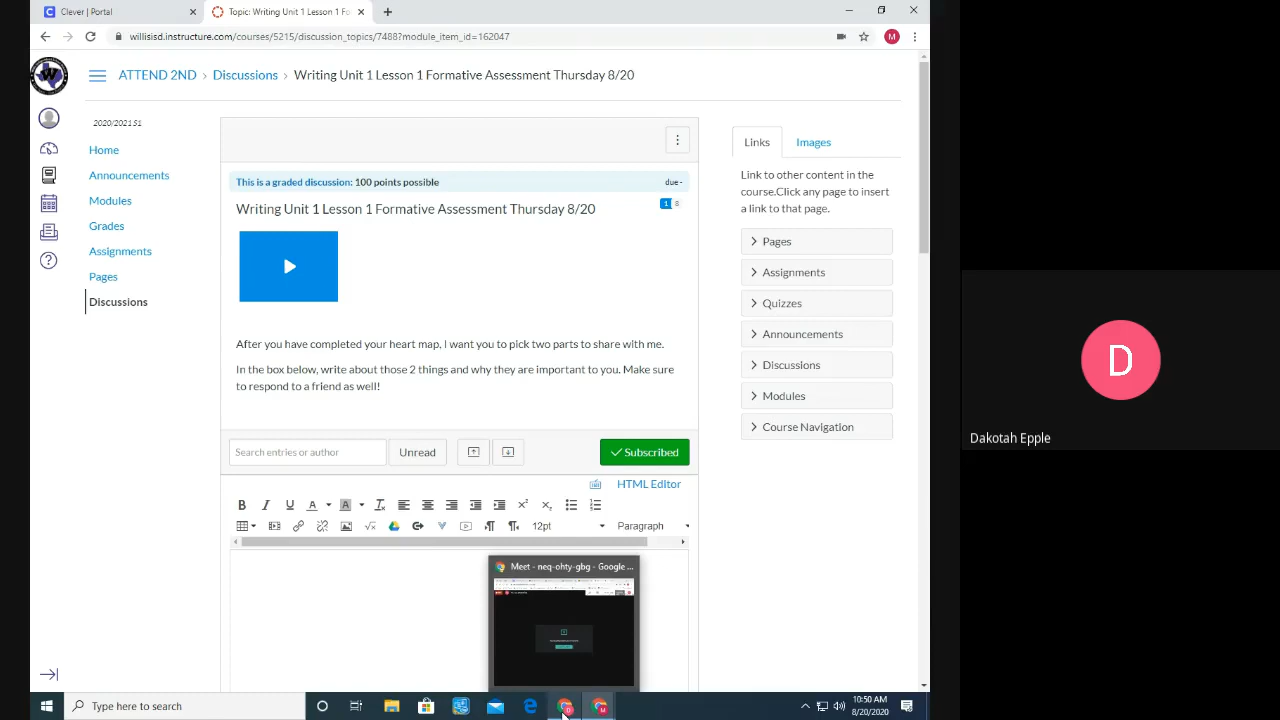 Clever | Portal
Topic: Writing Unit 1 Lesson 1 Fo
willisisd.instructure.com/courses/5215/discussion_topics/7488?module_item_id=162047
M
W
ATTEND 2ND > Discussions > Writing Unit 1 Lesson 1 Formative Assessment Thursday 8/20
2020/2021 S1
Home
Announcements
Modules
Grades
Assignments
Pages
Discussions
This is a graded discussion: 100 points possible
due -
Writing Unit 1 Lesson 1 Formative Assessment Thursday 8/20
1 8
After you have completed your heart map, I want you to pick two parts to share with me.
In the box below, write about those 2 things and why they are important to you. Make sure
to respond to a friend as well!
Search entries or author
Unread
Subscribed
HTML Editor
12pt
Paragraph
Meet - neq-ohty-gbg - Google ...
Links
Images
Link to other content in the
course.Click any page to insert
a link to that page.
Pages
Assignments
Quizzes
Announcements
Discussions
Modules
Course Navigation
D
Dakotah Epple
Type here to search
10:50 AM
8/20/2020